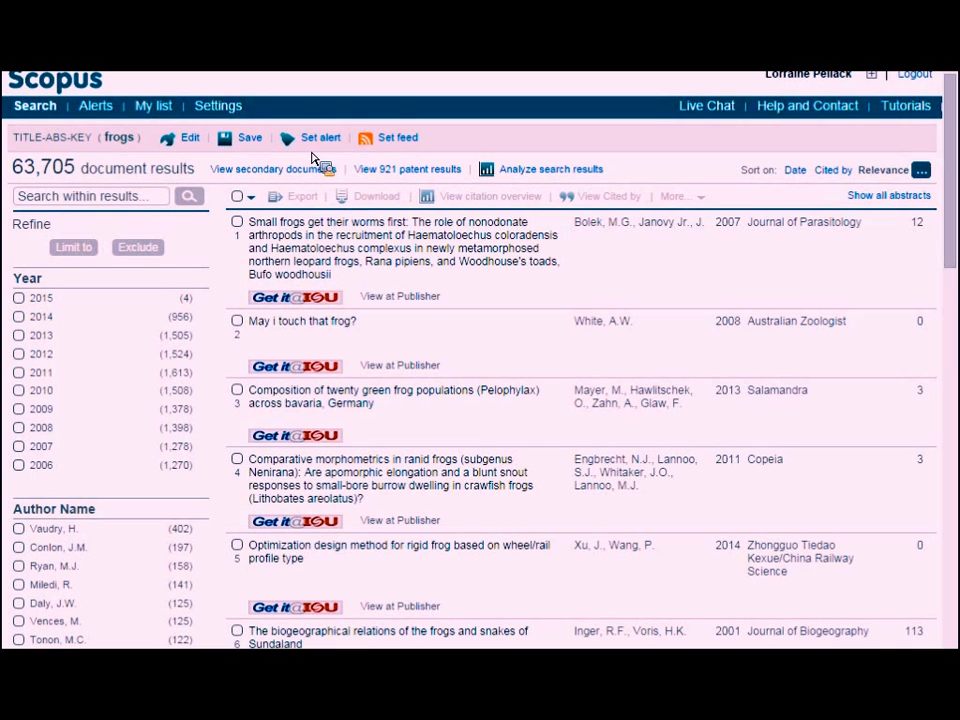 Scopus
Lorraine Pellack Logout
Search Alerts My list Settings Live Chat Help and Contact Tutorials
TITLE-ABS-KEY ( frogs ) Edit Save Set alert Set feed
63,705 document results View secondary documents View 921 patent results Analyze search results Sort on: Date Cited by Relevance ...
Search within results...
Export Download View citation overview View Cited by More... Show all abstracts
Refine
Limit to Exclude
Year
2015 (4)
2014 (956)
2013 (1,505)
2012 (1,524)
2011 (1,613)
2010 (1,508)
2009 (1,378)
2008 (1,398)
2007 (1,278)
2006 (1,270)
Author Name
Vaudry, H. (402)
Conlon, J.M. (197)
Ryan, M.J. (158)
Miledi, R. (141)
Daly, J.W. (125)
Vences, M. (125)
Tonon, M.C. (122)
Small frogs get their worms first: The role of nonodonate Bolek, M.G., Janovy Jr., J. 2007 Journal of Parasitology 12
1 arthropods in the recruitment of Haematoloechus coloradensis
and Haematoloechus complexus in newly metamorphosed
northern leopard frogs, Rana pipiens, and Woodhouse's toads,
Bufo woodhousii
Get it@ISU View at Publisher
May i touch that frog? White, A.W. 2008 Australian Zoologist 0
2
Get it@ISU View at Publisher
Composition of twenty green frog populations (Pelophylax) Mayer, M., Hawlitschek, 2013 Salamandra 3
3 across bavaria, Germany O., Zahn, A., Glaw, F.
Get it@ISU
Comparative morphometrics in ranid frogs (subgenus Engbrecht, N.J., Lannoo, 2011 Copeia 3
4 Nenirana): Are apomorphic elongation and a blunt snout S.J., Whitaker, J.O.,
responses to small-bore burrow dwelling in crawfish frogs Lannoo, M.J.
(Lithobates areolatus)?
Get it@ISU View at Publisher
Optimization design method for rigid frog based on wheel/rail Xu, J., Wang, P. 2014 Zhongguo Tiedao 0
5 profile type Kexue/China Railway
Science
Get it@ISU View at Publisher
The biogeographical relations of the frogs and snakes of Inger, R.F., Voris, H.K. 2001 Journal of Biogeography 113
6 Sundaland